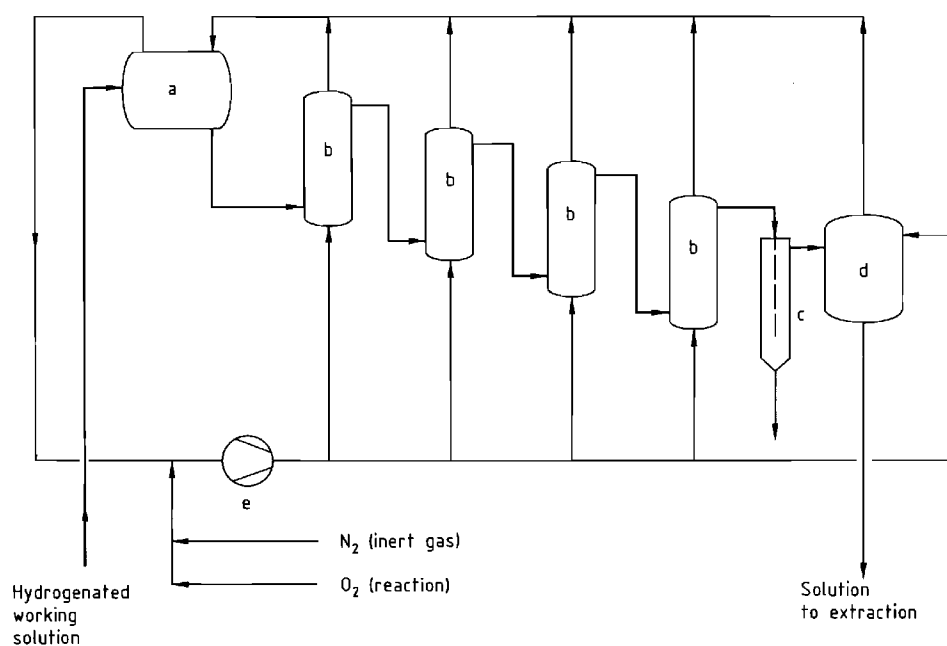 a
b
b
b
b
c
d
e
N₂ (inert gas)
O₂ (reaction)
Hydrogenated
working
solution
Solution
to extraction